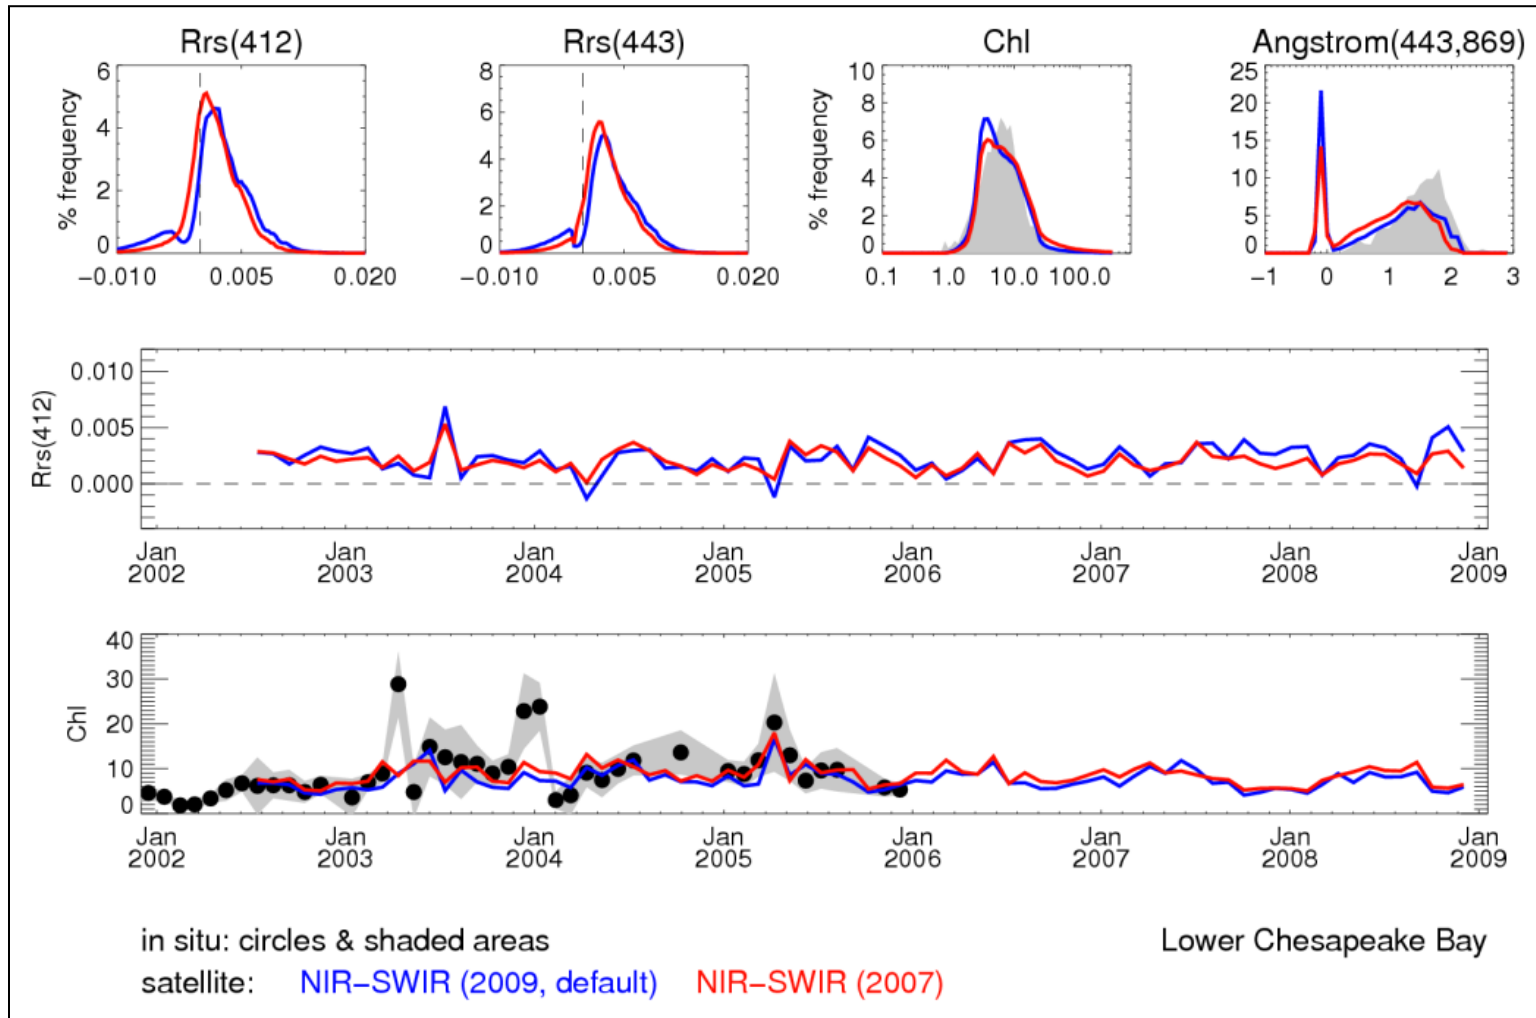 Rrs(412) Rrs(443) Chl Angstrom(443,869)
% frequency
6
4
2
0
−0.010 0.005 0.020
8
6
4
2
0
−0.010 0.005 0.020
% frequency
10
8
6
4
2
0
0.1 1.0 10.0 100.0
25
20
15
10
5
0
−1 0 1 2 3
Rrs(412)
0.010
0.005
0.000
Jan Jan Jan Jan Jan Jan Jan Jan
2002 2003 2004 2005 2006 2007 2008 2009
Chl
40
30
20
10
0
Jan Jan Jan Jan Jan Jan Jan Jan
2002 2003 2004 2005 2006 2007 2008 2009
in situ: circles & shaded areas Lower Chesapeake Bay
satellite: NIR−SWIR (2009, default) NIR−SWIR (2007)